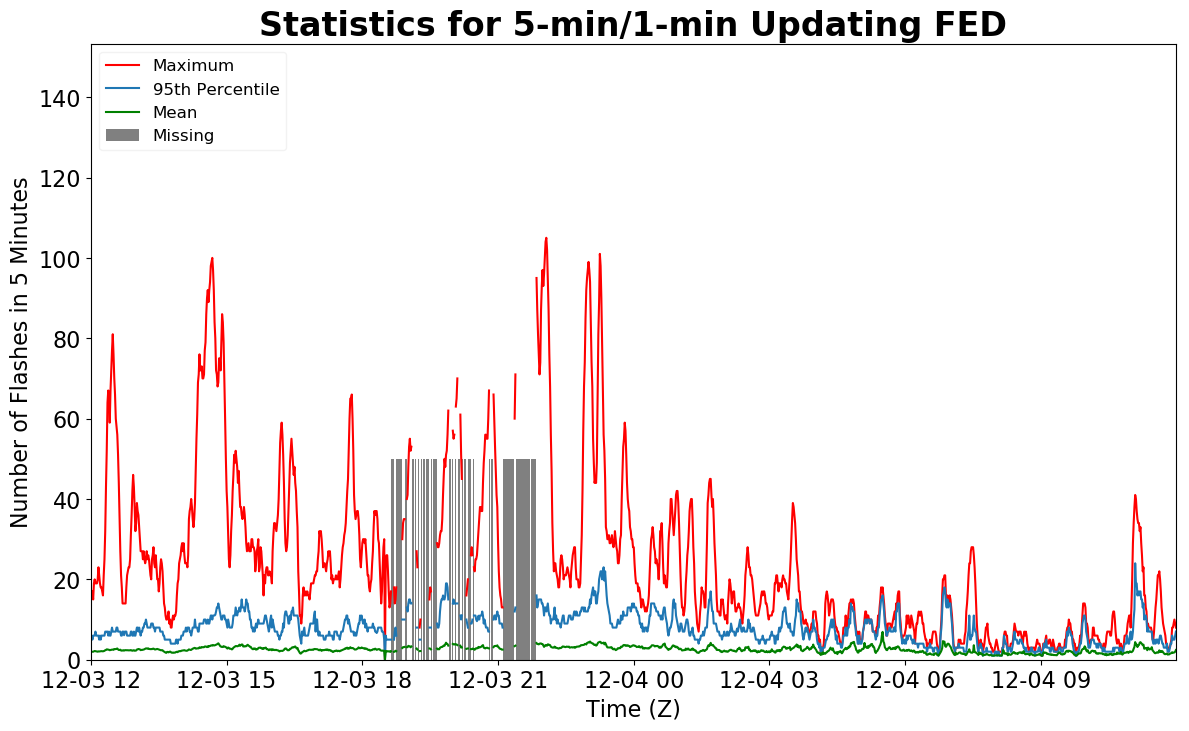 Statistics for 5-min/1-min Updating FED
Maximum
95th Percentile
Mean
Missing
Number of Flashes in 5 Minutes
140
120
100
80
60
40
20
0
12-03 12
12-03 15
12-03 18
12-03 21
12-04 00
12-04 03
12-04 06
12-04 09
Time (Z)